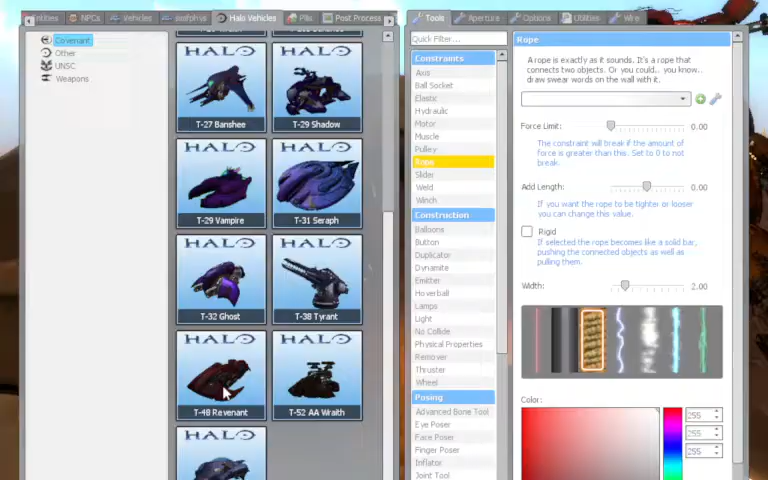 NPCs
Vehicles
Halo Vehicles
Pills
Post Process
Tools
Aperture
Options
Utilities
Wire
Covenant
Other
UNSC
Weapons
HALO
T-27 Banshee
HALO
T-29 Shadow
HALO
T-29 Vampire
HALO
T-31 Seraph
HALO
T-32 Ghost
HALO
T-38 Tyrant
HALO
T-48 Revenant
HALO
T-52 AA Wraith
HALO
Quick Filter...
Constraints
Axis
Ball Socket
Elastic
Hydraulic
Motor
Muscle
Pulley
Rope
Slider
Weld
Winch
Construction
Balloons
Button
Duplicator
Dynamite
Emitter
Hoverball
Lamps
Light
No Collide
Physical Properties
Remover
Thruster
Wheel
Posing
Advanced Bone Tool
Eye Poser
Face Poser
Finger Poser
Inflator
Joint Tool
Rope
A rope is exactly as it sounds. It's a rope that
connects two objects. Or you could.. you know..
draw swear words on the wall with it.
Force Limit: 0.00
The constraint will break if the amount of
force is greater than this. Set to 0 to not
break.
Add Length: 0.00
If you want the rope to be tighter or looser
you can change this value.
Rigid
If selected the rope becomes like a solid bar,
pushing the connected objects as well as
pulling them.
Width: 2.00
Color:
255
255
255